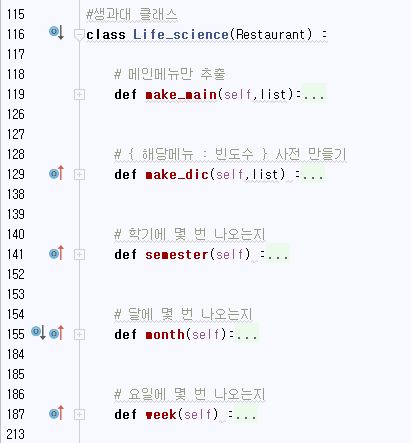 115 #생과대 클래스
116 class Life_science(Restaurant) :
117
118 # 메인메뉴만 추출
119 def make_main(self,list):...
126
127
128 # { 해당메뉴 : 빈도수 } 사전 만들기
129 def make_dic(self,list) :...
138
139
140 # 학기에 몇 번 나오는지
141 def semester(self) :...
152
153
154 # 달에 몇 번 나오는지
155 def month(self):...
184
185
186 # 요일에 몇 번 나오는지
187 def week(self) :...
213